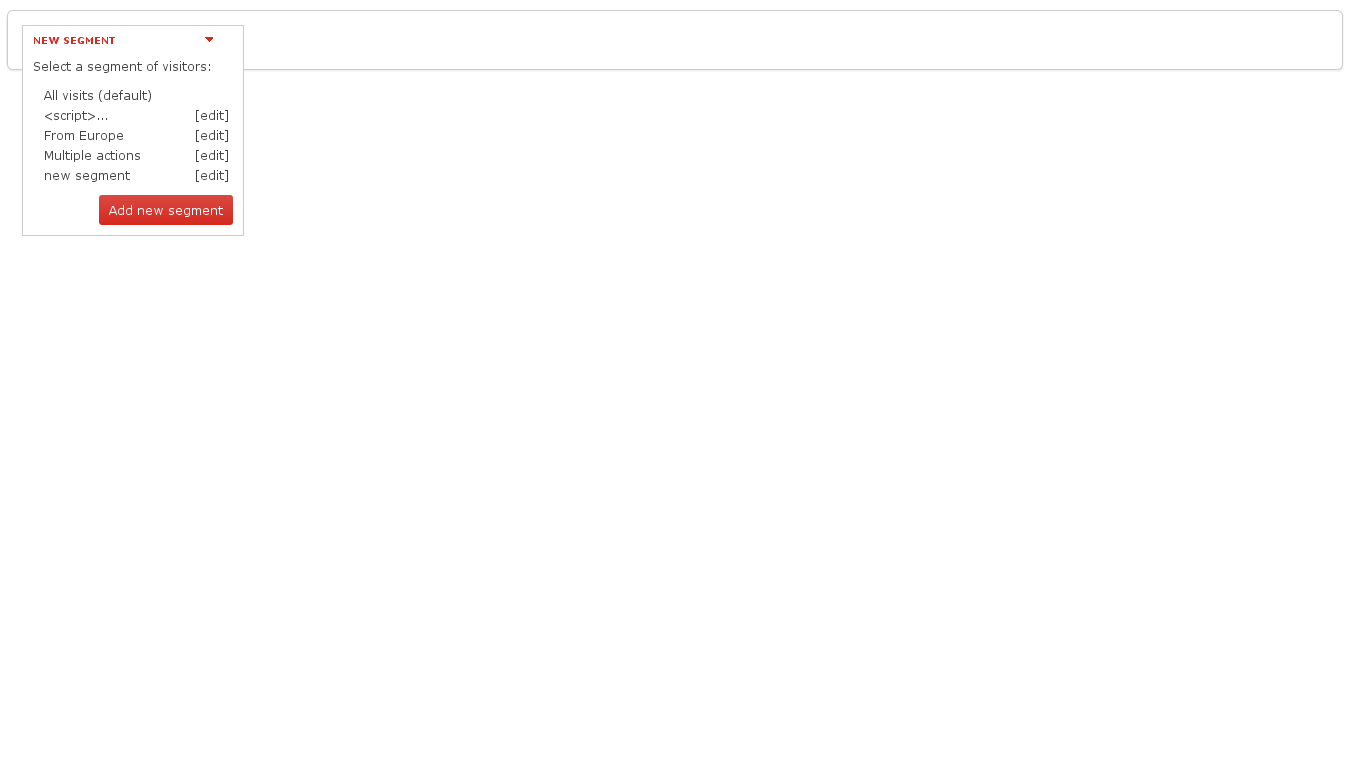 NEW SEGMENT
Select a segment of visitors:
All visits (default)
<script>... [edit]
From Europe [edit]
Multiple actions [edit]
new segment [edit]
Add new segment